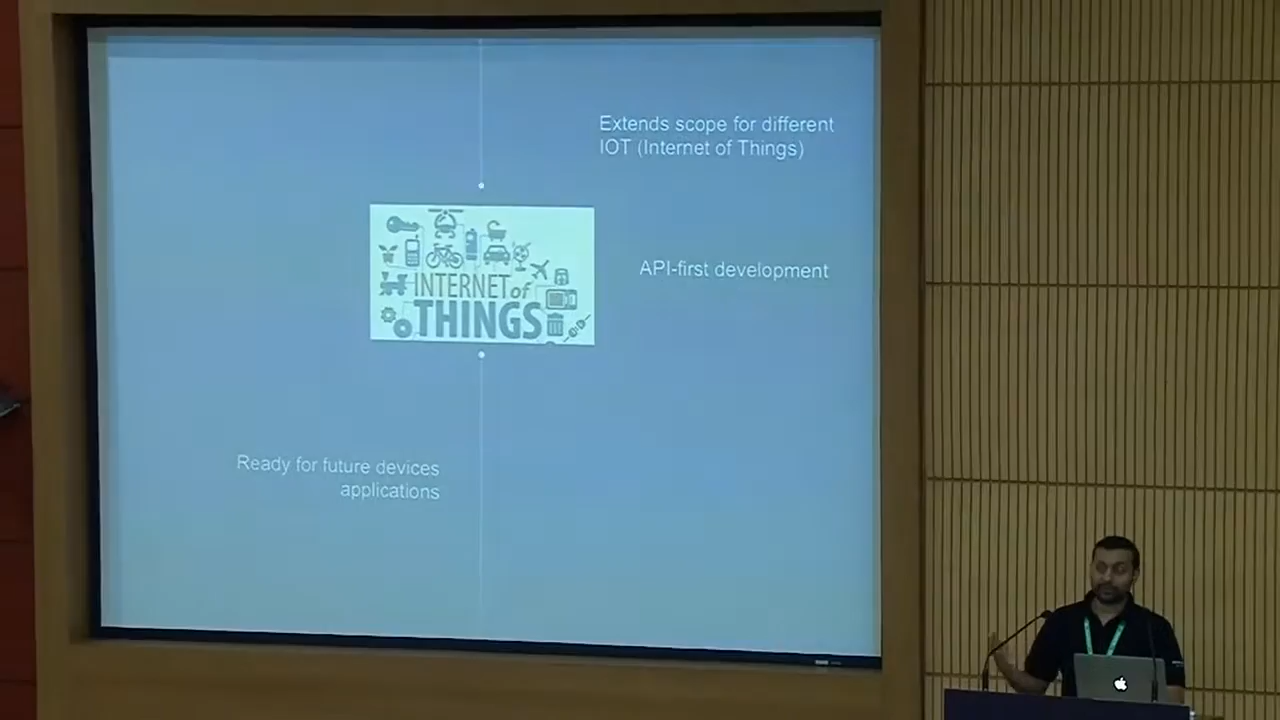 Extends scope for different
IOT (Internet of Things)
API-first development
INTERNET of
THINGS
Ready for future devices
applications